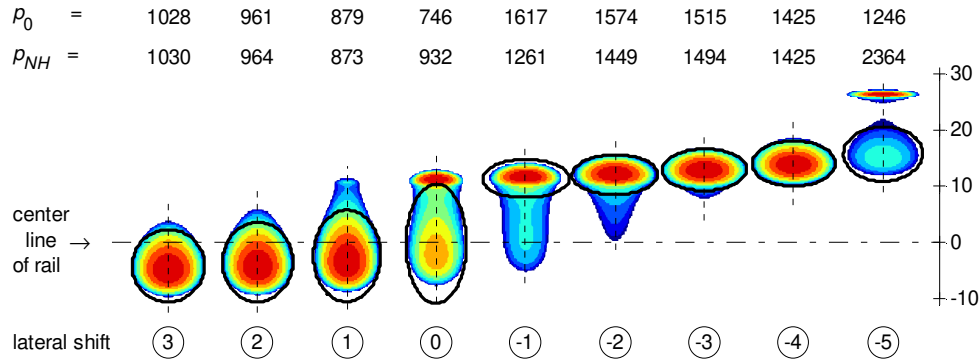 p0 = 1028 961 879 746 1617 1574 1515 1425 1246
pNH = 1030 964 873 932 1261 1449 1494 1425 2364
30
20
10
0
-10
center
line →
of rail
lateral shift 3 2 1 0 -1 -2 -3 -4 -5